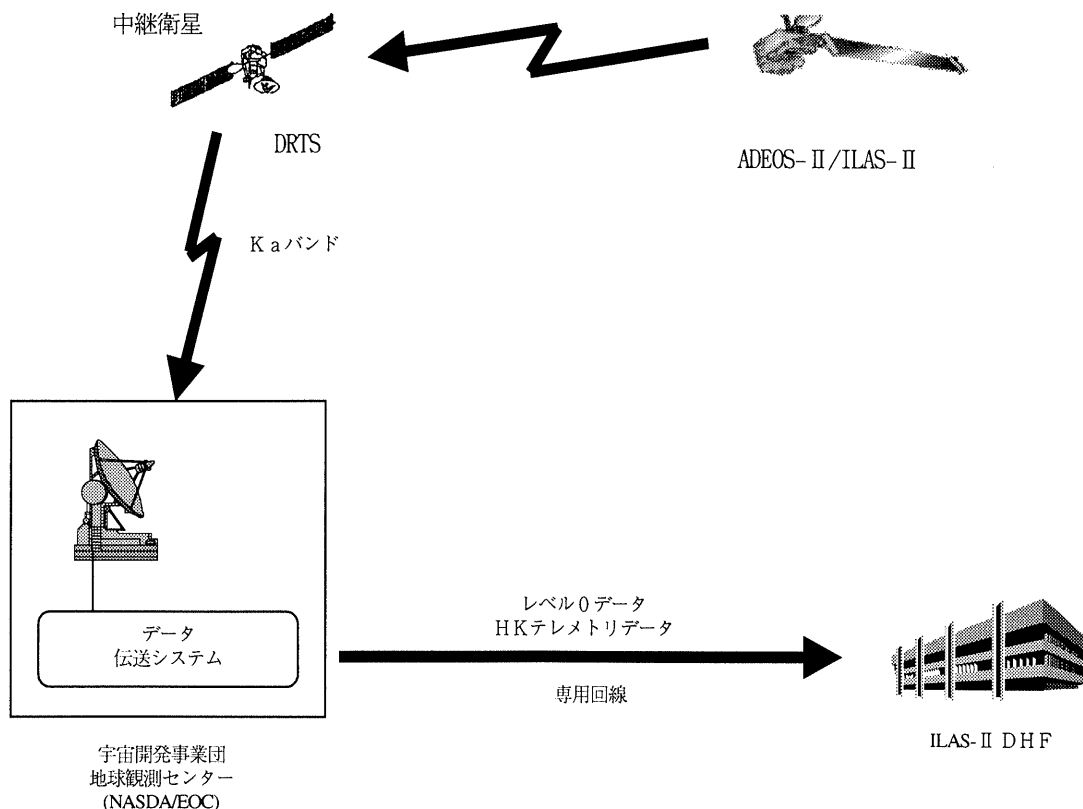 中継衛星
DRTS
ADEOS-Ⅱ/ILAS-Ⅱ
Kaバンド
データ
伝送システム
レベル0データ
HKテレメトリデータ
専用回線
宇宙開発事業団
地球観測センター
(NASDA/EOC)
ILAS-Ⅱ DHF